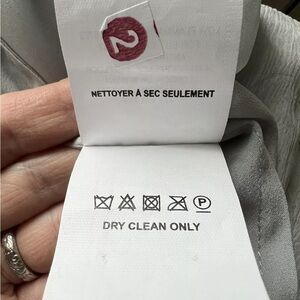 2
NETTOYER À SEC SEULEMENT
P
DRY CLEAN ONLY